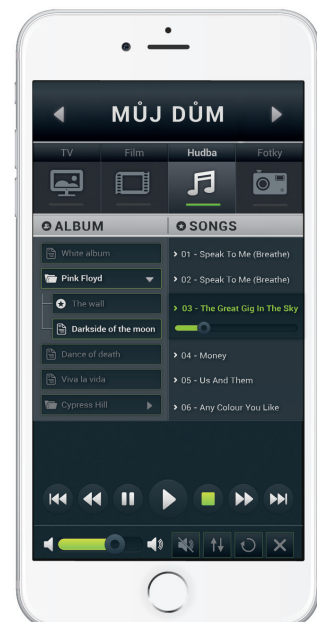 MŮJ DŮM
TV Film Hudba Fotky
ALBUM
SONGS
White album
Pink Floyd
The wall
Darkside of the moon
Dance of death
Viva la vida
Cypress Hill
01 - Speak To Me (Breathe)
02 - Speak To Me (Breathe)
03 - The Great Gig In The Sky
04 - Money
05 - Us And Them
06 - Any Colour You Like